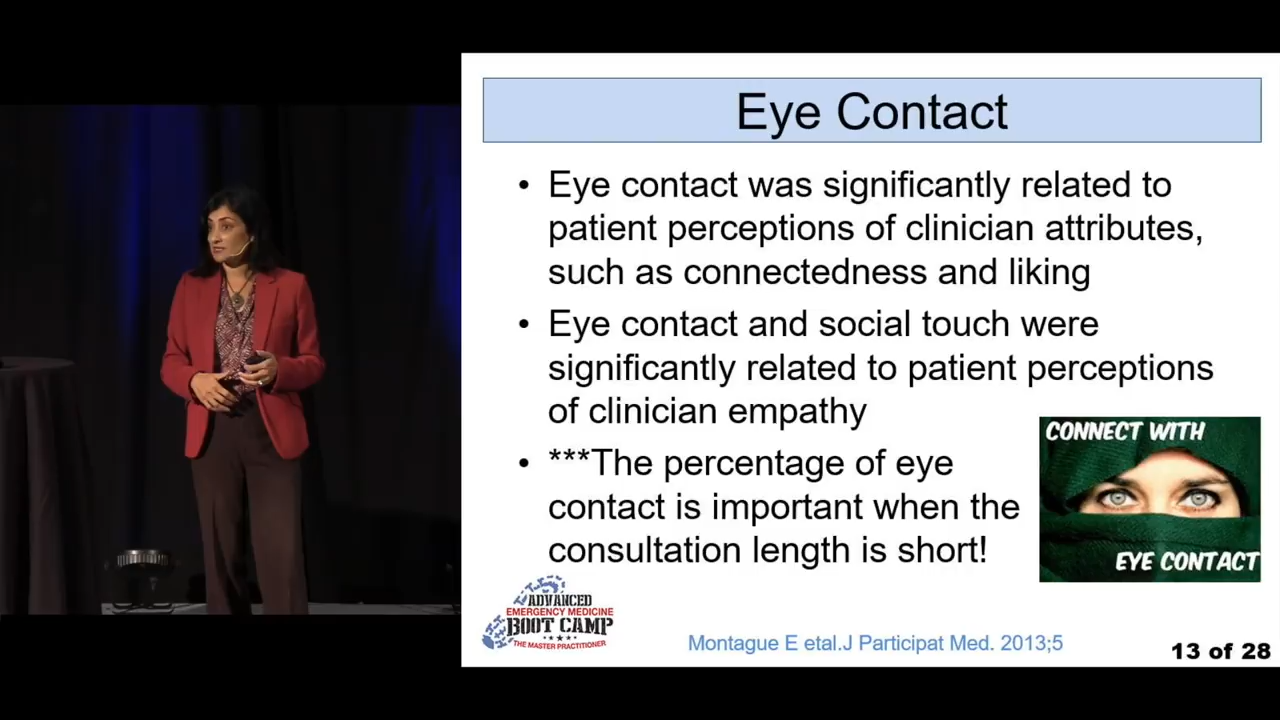 Eye Contact
• Eye contact was significantly related to
patient perceptions of clinician attributes,
such as connectedness and liking
• Eye contact and social touch were
significantly related to patient perceptions
of clinician empathy
• ***The percentage of eye
contact is important when the
consultation length is short!
CONNECT WITH
EYE CONTACT
ADVANCED
EMERGENCY MEDICINE
BOOT CAMP
THE MASTER PRACTITIONER
Montague E etal.J Participat Med. 2013;5
13 of 28